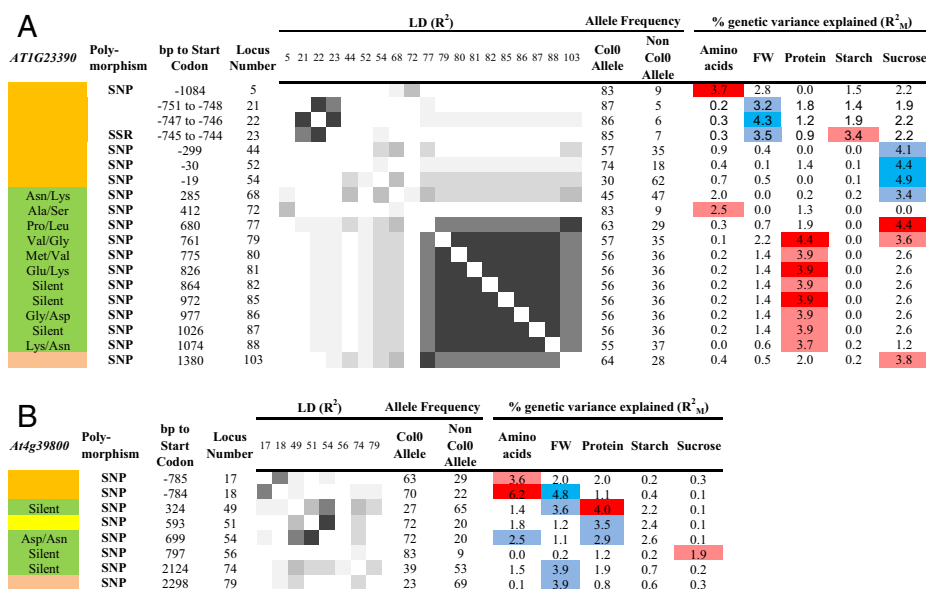 A
LD (R2) Allele Frequency % genetic variance explained (R2M)
AT1G23390 Poly-morphism bp to Start Codon Locus Number 5 21 22 23 44 52 54 68 72 77 79 80 81 82 85 86 87 88 103 Col0 Allele Non Col0 Allele Amino acids FW Protein Starch Sucrose
SNP -1084 5 83 9 3.7 2.8 0.0 1.5 2.2
-751 to -748 21 87 5 0.2 3.2 1.8 1.4 1.9
-747 to -746 22 86 6 0.3 4.3 1.2 1.9 2.2
SSR -745 to -744 23 85 7 0.3 3.5 0.9 3.4 2.2
SNP -299 44 57 35 0.9 0.4 0.0 0.0 4.1
SNP -30 52 74 18 0.4 0.1 1.4 0.1 4.4
SNP -19 54 30 62 0.7 0.5 0.0 0.1 4.9
Asn/Lys SNP 285 68 45 47 2.0 0.0 0.2 0.2 3.4
Ala/Ser SNP 412 72 83 9 2.5 0.0 1.3 0.0 0.0
Pro/Leu SNP 680 77 63 29 0.3 0.7 1.9 0.0 4.4
Val/Gly SNP 761 79 57 35 0.1 2.2 4.4 0.0 3.6
Met/Val SNP 775 80 56 36 0.2 1.4 3.9 0.0 2.6
Glu/Lys SNP 826 81 56 36 0.2 1.4 3.9 0.0 2.6
Silent SNP 864 82 56 36 0.2 1.4 3.9 0.0 2.6
Silent SNP 972 85 56 36 0.2 1.4 3.9 0.0 2.6
Gly/Asp SNP 977 86 56 36 0.2 1.4 3.9 0.0 2.6
Silent SNP 1026 87 56 36 0.2 1.4 3.9 0.0 2.6
Lys/Asn SNP 1074 88 55 37 0.0 0.6 3.7 0.2 1.2
SNP 1380 103 64 28 0.4 0.5 2.0 0.2 3.8
B
LD (R2) Allele Frequency % genetic variance explained (R2M)
At4g39800 Poly-morphism bp to Start Codon Locus Number 17 18 49 51 54 56 74 79 Col0 Allele Non Col0 Allele Amino acids FW Protein Starch Sucrose
SNP -785 17 63 29 3.6 2.0 2.0 0.2 0.3
SNP -784 18 70 22 6.2 4.8 1.1 0.4 0.1
Silent SNP 324 49 27 65 1.4 3.6 4.0 2.2 0.1
SNP 593 51 72 20 1.8 1.2 3.5 2.4 0.1
Asp/Asn SNP 699 54 72 20 2.5 1.1 2.9 2.6 0.1
Silent SNP 797 56 83 9 0.0 0.2 1.2 0.2 1.9
Silent SNP 2124 74 39 53 1.5 3.9 1.9 0.7 0.2
SNP 2298 79 23 69 0.1 3.9 0.8 0.6 0.3